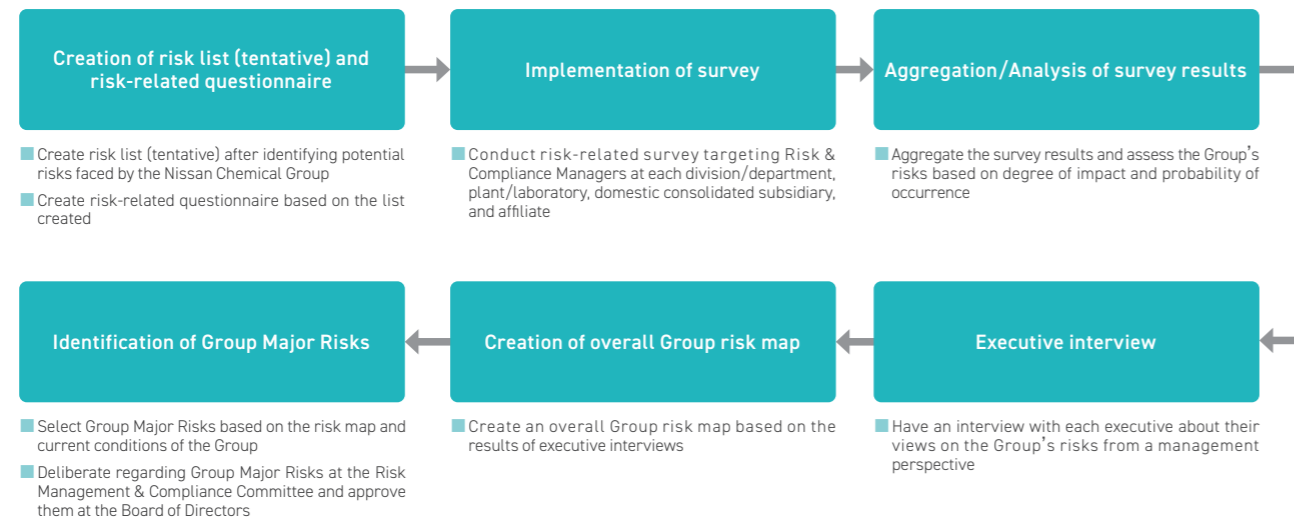 Creation of risk list (tentative) and
risk-related questionnaire
■ Create risk list (tentative) after identifying potential
risks faced by the Nissan Chemical Group
■ Create risk-related questionnaire based on the list
created
Implementation of survey
■ Conduct risk-related survey targeting Risk &
Compliance Managers at each division/department,
plant/laboratory, domestic consolidated subsidiary,
and affiliate
Aggregation/Analysis of survey results
■ Aggregate the survey results and assess the Group's
risks based on degree of impact and probability of
occurrence
Executive interview
■ Have an interview with each executive about their
views on the Group's risks from a management
perspective
Creation of overall Group risk map
■ Create an overall Group risk map based on the
results of executive interviews
Identification of Group Major Risks
■ Select Group Major Risks based on the risk map and
current conditions of the Group
■ Deliberate regarding Group Major Risks at the Risk
Management & Compliance Committee and approve
them at the Board of Directors